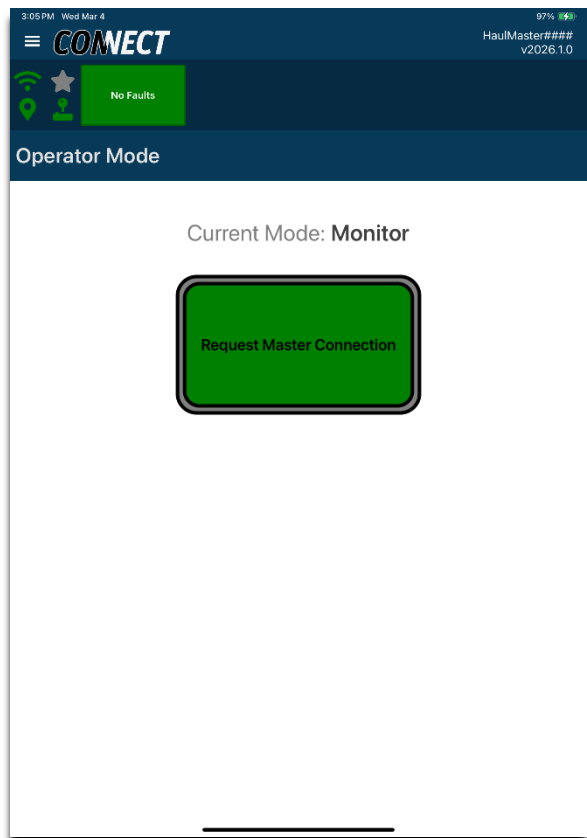 3:05 PM Wed Mar 4
97%
CONNECT
HaulMaster####
v2026.1.0
No Faults
Operator Mode
Current Mode: Monitor
Request Master Connection